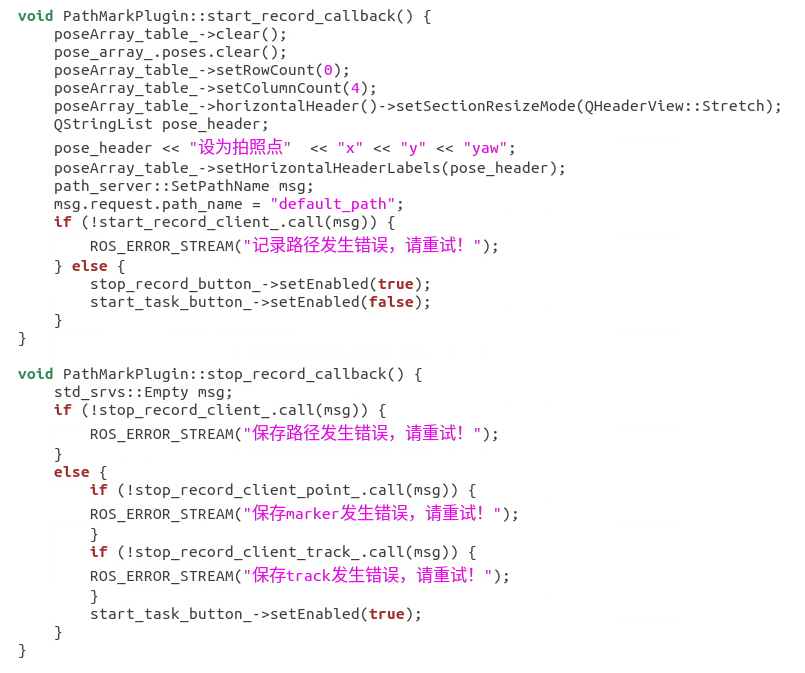 void PathMarkPlugin::start_record_callback() {
    poseArray_table_->clear();
    pose_array_.poses.clear();
    poseArray_table_->setRowCount(0);
    poseArray_table_->setColumnCount(4);
    poseArray_table_->horizontalHeader()->setSectionResizeMode(QHeaderView::Stretch);
    QStringList pose_header;
    pose_header << "设为拍照点"  << "x" << "y" << "yaw";
    poseArray_table_->setHorizontalHeaderLabels(pose_header);
    path_server::SetPathName msg;
    msg.request.path_name = "default_path";
    if (!start_record_client_.call(msg)) {
        ROS_ERROR_STREAM("记录路径发生错误，请重试！");
    } else {
        stop_record_button_->setEnabled(true);
        start_task_button_->setEnabled(false);
    }
}

void PathMarkPlugin::stop_record_callback() {
    std_srvs::Empty msg;
    if (!stop_record_client_.call(msg)) {
        ROS_ERROR_STREAM("保存路径发生错误，请重试！");
    }
    else {
        if (!stop_record_client_point_.call(msg)) {
        ROS_ERROR_STREAM("保存marker发生错误，请重试！");
        }
        if (!stop_record_client_track_.call(msg)) {
        ROS_ERROR_STREAM("保存track发生错误，请重试！");
        }
        start_task_button_->setEnabled(true);
    }
}